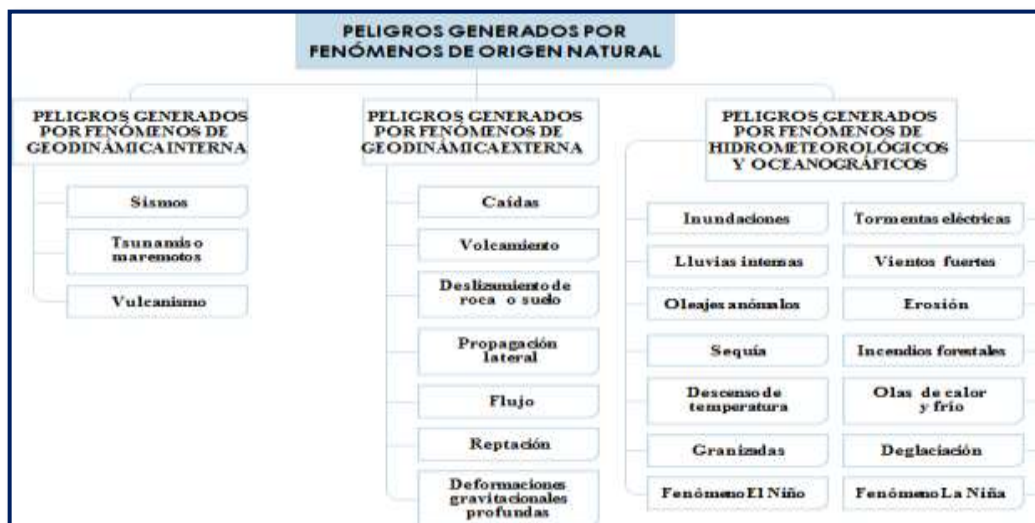 PELIGROS GENERADOS POR
FENÓMENOS DE ORIGEN NATURAL
PELIGROS GENERADOS
POR FENÓMENOS DE
GEODINÁMICA INTERNA
Sismos
Tsunamis o
maremotos
Vulcanismo
PELIGROS GENERADOS
POR FENÓMENOS DE
GEODINÁMICA EXTERNA
Caídas
Volcamiento
Deslizamiento de
roca o suelo
Propagación
lateral
Flujo
Reptación
Deformaciones
gravitacionales
profundas
PELIGROS GENERADOS
POR FENÓMENOS DE
HIDROMETEOROLÓGICOS
Y OCEANOGRÁFICOS
Inundaciones
Lluvias intensas
Oleajes anómalos
Sequía
Descenso de
temperatura
Granizadas
Fenómeno El Niño
Tormentas eléctricas
Vientos fuertes
Erosión
Incendios forestales
Olas de calor
y frío
Deglaciación
Fenómeno La Niña